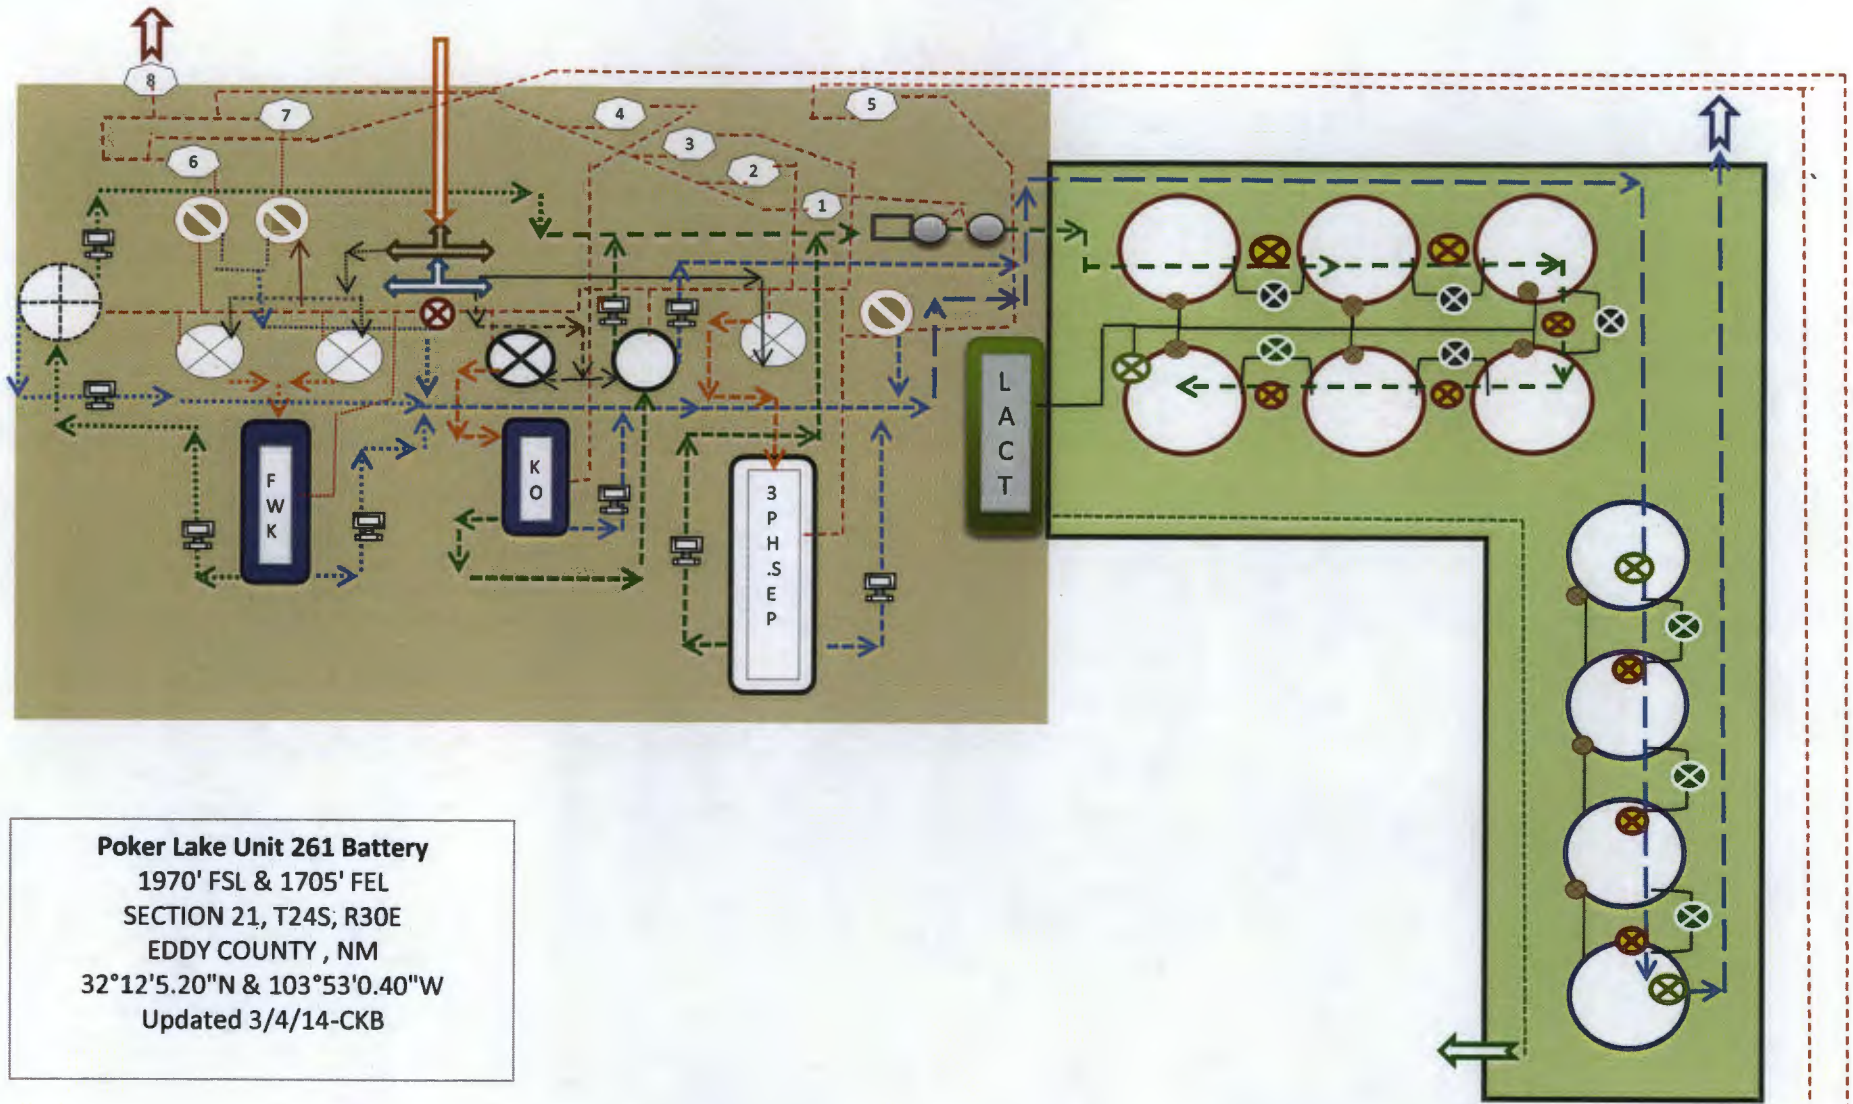 8
7
4
5
6
3
2
1
F
W
K
K
O
3
P
H
.S
E
P
L
A
C
T
Poker Lake Unit 261 Battery
1970' FSL & 1705' FEL
SECTION 21, T24S, R30E
EDDY COUNTY , NM
32°12'5.20"N & 103°53'0.40"W
Updated 3/4/14-CKB